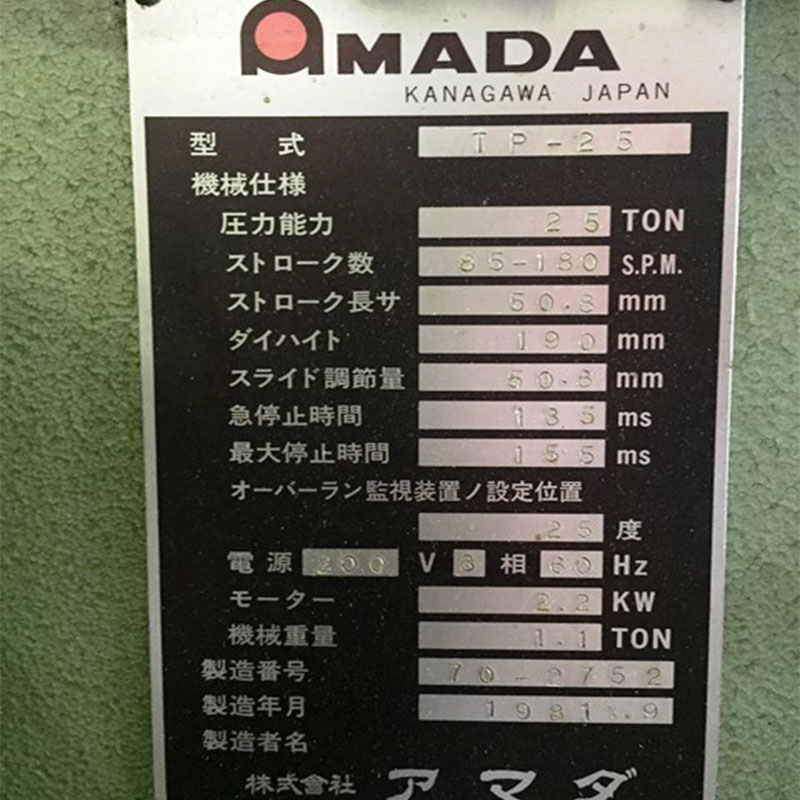 AMADA
KANAGAWA JAPAN
型式 TP-25
機械仕様
圧力能力 25 TON
ストローク数 85-180 S.P.M.
ストローク長サ 50.8 mm
ダイハイト 190 mm
スライド調節量 50.8 mm
急停止時間 135 ms
最大停止時間 155 ms
オーバーラン監視装置ノ設定位置
25 度
電源 200 V 3 相 60 Hz
モーター 2.2 KW
機械重量 1.1 TON
製造番号 70-2752
製造年月 1981.9
製造者名
株式會社 アマダ